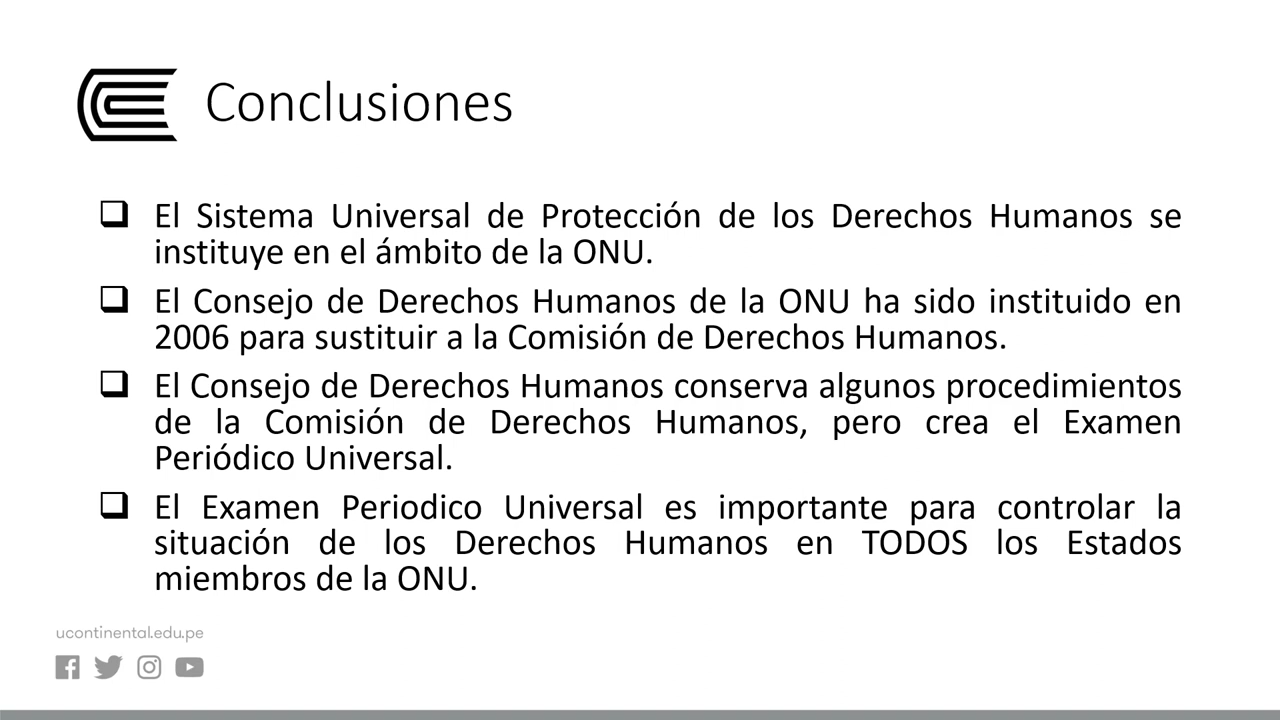 Conclusiones
El Sistema Universal de Protección de los Derechos Humanos se
instituye en el ámbito de la ONU.
El Consejo de Derechos Humanos de la ONU ha sido instituido en
2006 para sustituir a la Comisión de Derechos Humanos.
El Consejo de Derechos Humanos conserva algunos procedimientos
de la Comisión de Derechos Humanos, pero crea el Examen
Periódico Universal.
El Examen Periodico Universal es importante para controlar la
situación de los Derechos Humanos en TODOS los Estados
miembros de la ONU.
ucontinental.edu.pe